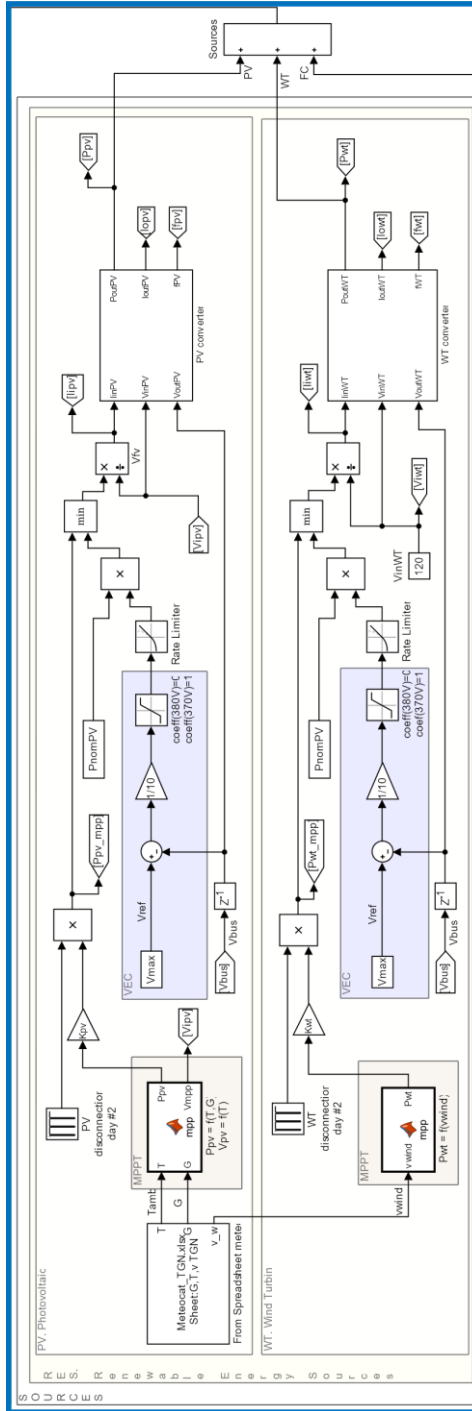 SOURCES
RES. Renewable Energy Sources
PV. Photovoltaic
Meteocat_TGN.xlsx
Sheet:G,T,v TGN
T
G
v_w
From Spreadsheet meteo
Tamb
G
vwind
MPPT
T
G
mpp
Ppv
Vmpp
Ppv = f(T,G)
Vpv = f(T)
[Vipv]
PV
disconnection
day #2
Kpv
×
[Ppv_mpp]
VEC
Vmax
Vref
+
-
1/10
coeff(380V)=0
coeff(370V)=1
[Vbus]
Z-1
Vbus
Rate Limiter
PnomPV
×
min
×
÷
Vfv
[Vipv]
[Iipv]
IinPV
VinPV
VoutPV
PoutPV
IoutPV
fPV
PV converter
[Ppv]
[Iopv]
[fpv]
WT. Wind Turbin
MPPT
vwind
mpp
Pwt
Pwt = f(vwind)
WT
disconnection
day #2
Kwt
×
[Pwt_mpp]
VEC
Vmax
Vref
+
-
1/10
coeff(380V)=0
coef(370V)=1
[Vbus]
Z-1
Vbus
Rate Limiter
PnomWT
×
min
×
÷
VinWT
120
[Viwt]
[Iiwt]
IinWT
VinWT
VoutWT
PoutWT
IoutWT
fWT
WT converter
[Pwt]
[Iowt]
[fwt]
PV
WT
FC
+
+
+
Sources